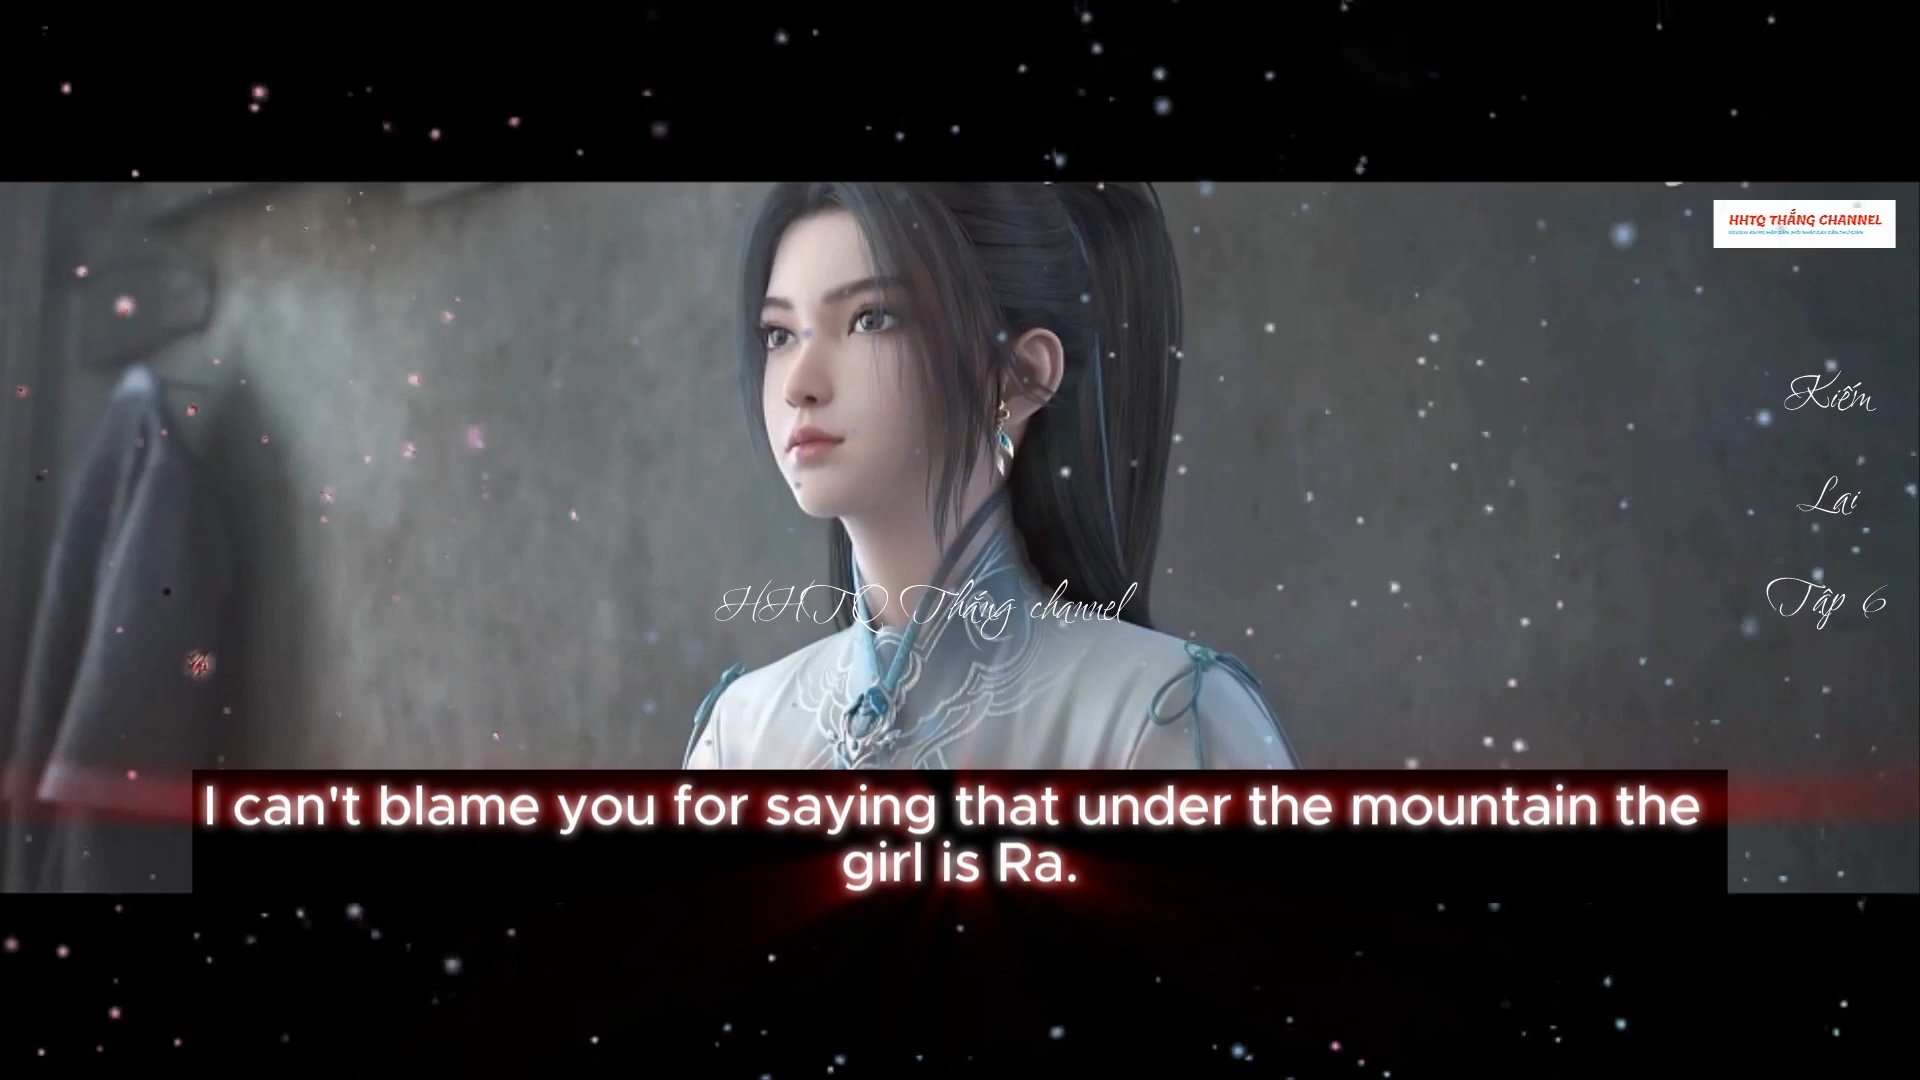 HHTQ THẮNG CHANNEL
Kiếm
Lai
Tập 6
HHTQ Thắng channel
I can't blame you for saying that under the mountain the
girl is Ra.